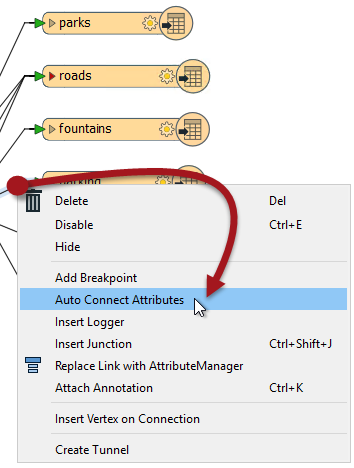 parks
roads
fountains
Delete Del
Disable Ctrl+E
Hide
Add Breakpoint
Auto Connect Attributes
Insert Logger
Insert Junction Ctrl+Shift+J
Replace Link with AttributeManager
Attach Annotation Ctrl+K
Insert Vertex on Connection
Create Tunnel